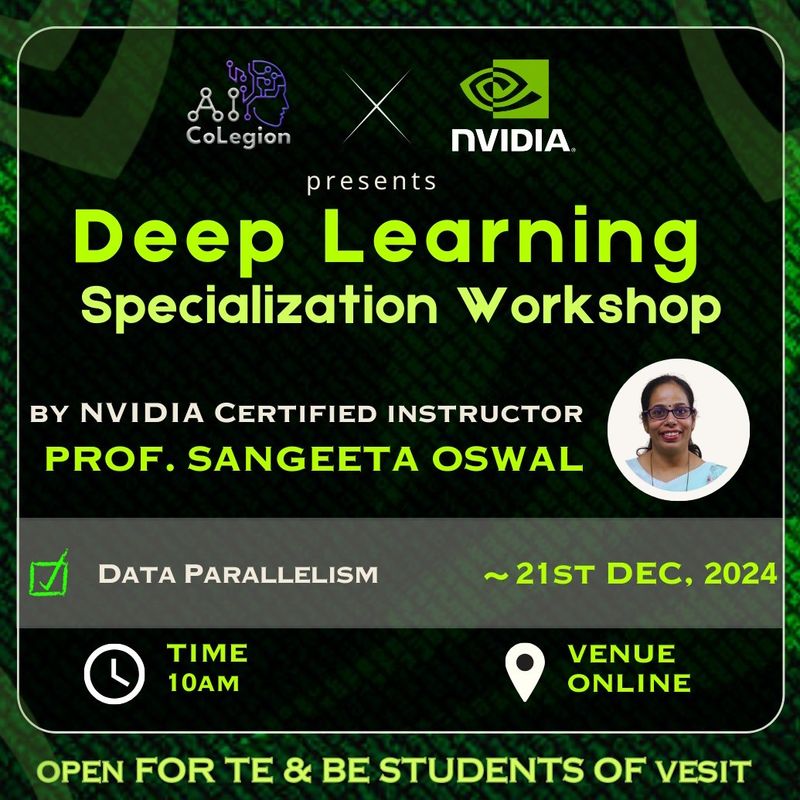 AI
CoLegion
NVIDIA.
presents
Deep Learning
Specialization Workshop
BY NVIDIA CERTIFIED INSTRUCTOR
PROF. SANGEETA OSWAL
DATA PARALLELISM
~21ST DEC, 2024
TIME
10AM
VENUE
ONLINE
OPEN FOR TE & BE STUDENTS OF VESIT